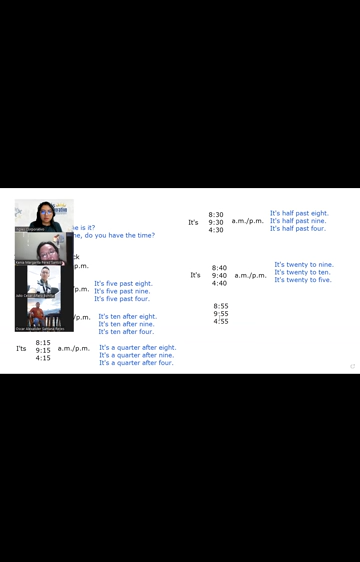 ne is it?
me, do you have the time?
ck
p.m.
/p.m.
It's five past eight.
It's five past nine.
It's five past four.
/p.m.
It's ten after eight.
It's ten after nine.
It's ten after four.
I'ts
8:15
9:15
4:15
a.m./p.m.
It's a quarter after eight.
It's a quarter after nine.
It's a quarter after four.
It's
8:30
9:30
4:30
a.m./p.m.
It's half past eight.
It's half past nine.
It's half past four.
It's
8:40
9:40
4:40
a.m./p.m.
It's twenty to nine.
It's twenty to ten.
It's twenty to five.
8:55
9:55
4:55